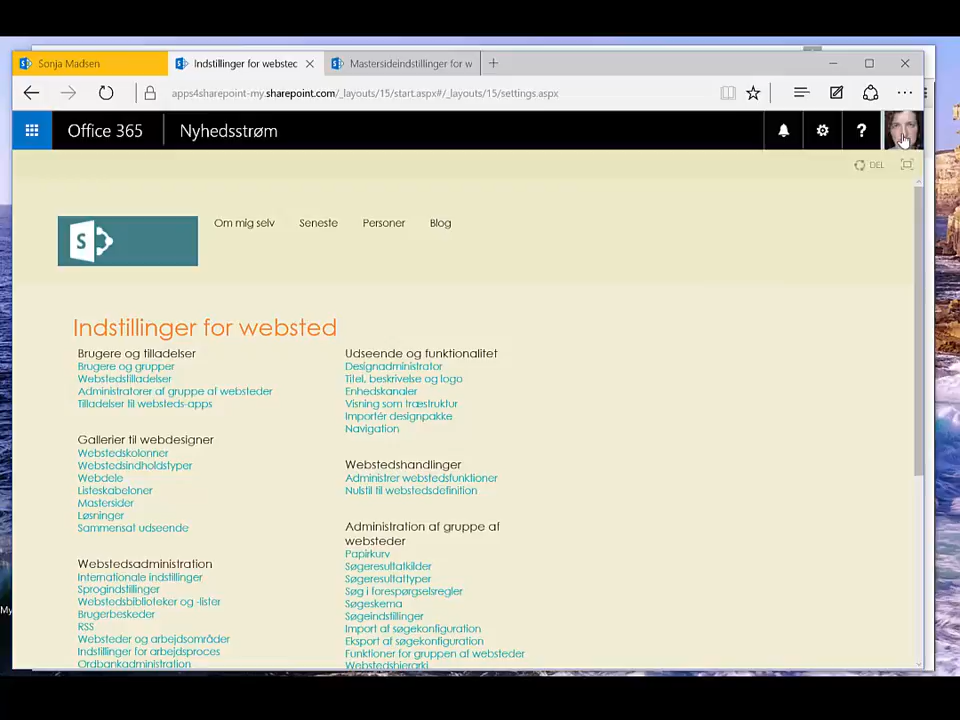 Sonja Madsen
Indstillinger for webstec
Mastersideindstillinger for w
apps4sharepoint-my.sharepoint.com/_layouts/15/start.aspx#/_layouts/15/settings.aspx
Office 365
Nyhedsstrøm
?
DEL
S
Om mig selv
Seneste
Personer
Blog
Indstillinger for websted
Brugere og tilladelser
Brugere og grupper
Webstedstilladelser
Administratorer af gruppe af websteder
Tilladelser til websteds-apps
Gallerier til webdesigner
Webstedskolonner
Webstedsindholdstyper
Webdele
Listeskabeloner
Mastersider
Løsninger
Sammensat udseende
Webstedsadministration
Internationale indstillinger
Sprogindstillinger
Webstedsbiblioteker og -lister
Brugerbeskeder
RSS
Websteder og arbejdsområder
Indstillinger for arbejdsproces
Ordbankadministration
Udseende og funktionalitet
Designadministrator
Titel, beskrivelse og logo
Enhedskanaler
Visning som træstruktur
Importér designpakke
Navigation
Webstedshandlinger
Administrer webstedsfunktioner
Nulstil til webstedsdefinition
Administration af gruppe af
websteder
Papirkurv
Søgeresultatkilder
Søgeresultattyper
Søg i forespørgselsregler
Søgeskema
Søgeindstillinger
Import af søgekonfiguration
Eksport af søgekonfiguration
Funktioner for gruppen af websteder
Webstedshierarki
My